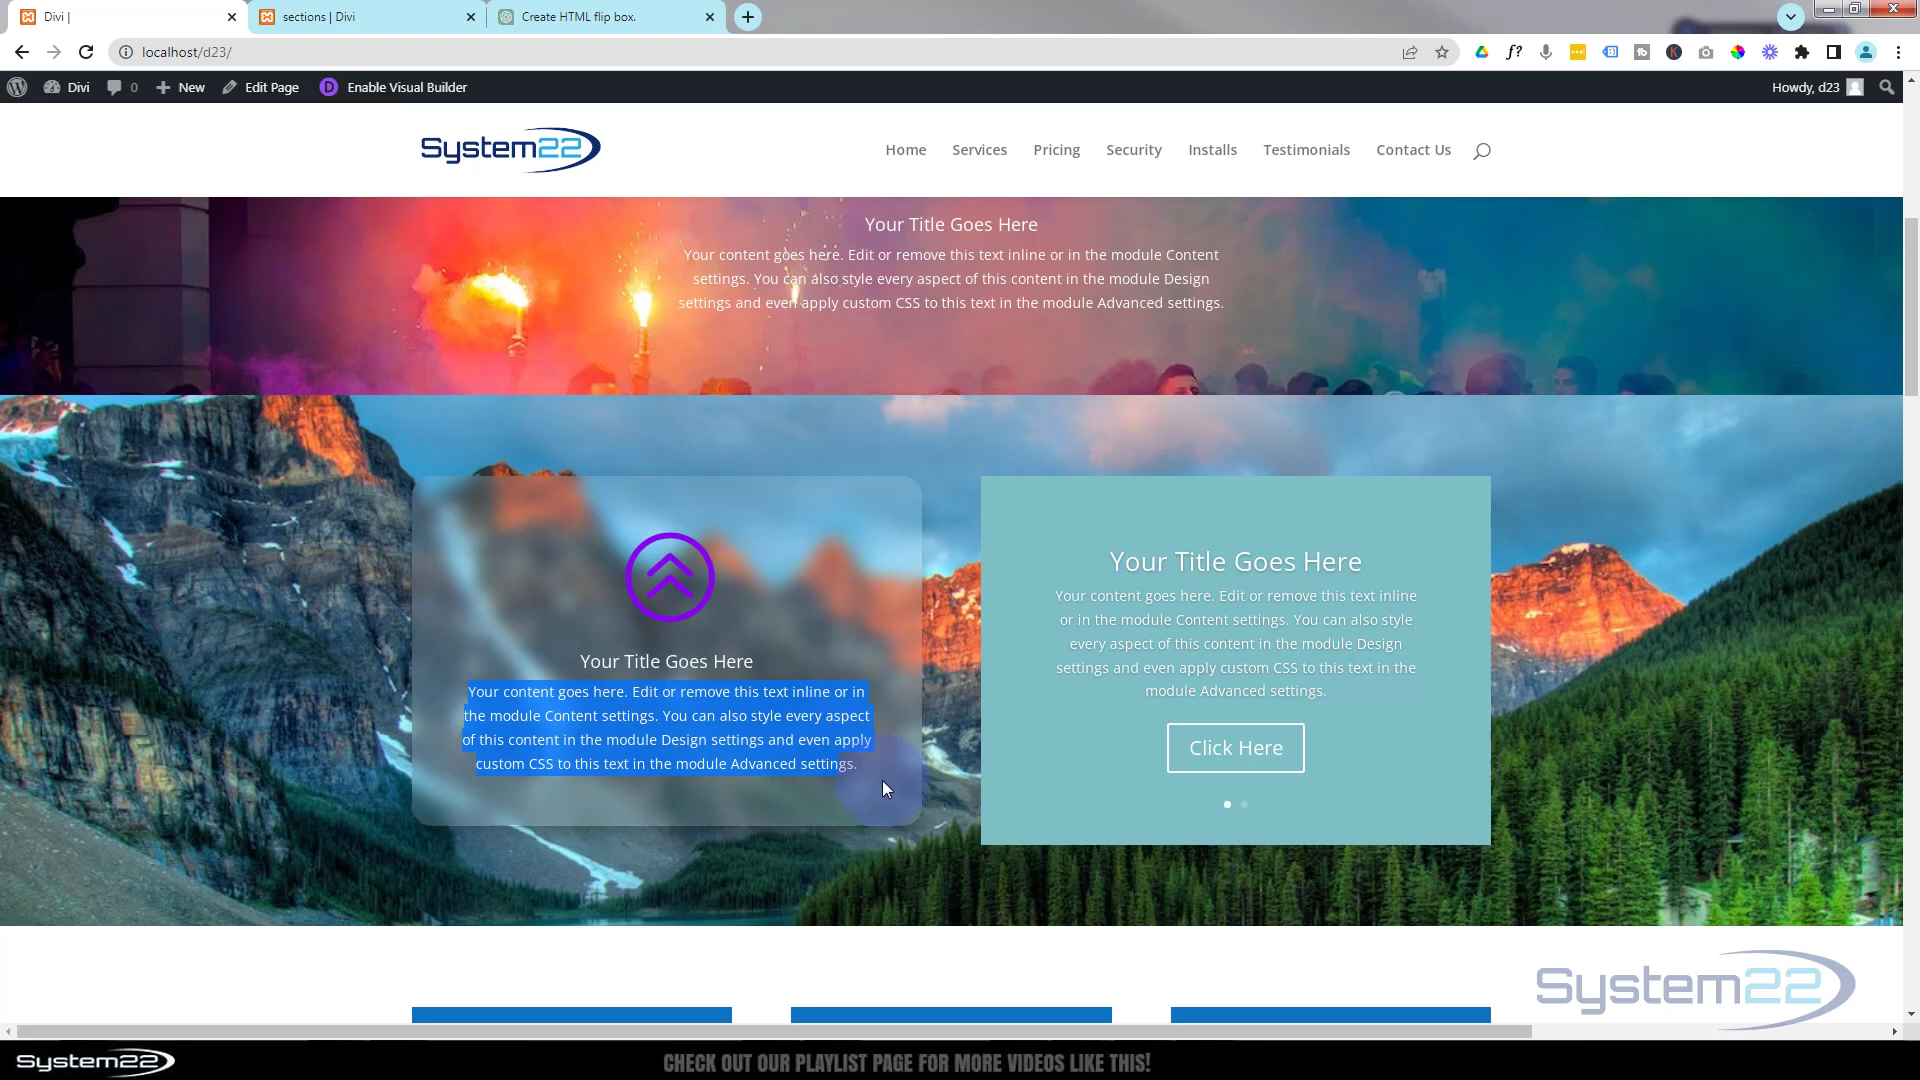 Divi |
sections | Divi
Create HTML flip box.
localhost/d23/
Divi
0
New
Edit Page
Enable Visual Builder
Howdy, d23
System22
Home
Services
Pricing
Security
Installs
Testimonials
Contact Us
Your Title Goes Here
Your content goes here. Edit or remove this text inline or in the module Content
settings. You can also style every aspect of this content in the module Design
settings and even apply custom CSS to this text in the module Advanced settings.
Your Title Goes Here
Your content goes here. Edit or remove this text inline or in
the module Content settings. You can also style every aspect
of this content in the module Design settings and even apply
custom CSS to this text in the module Advanced settings.
Your Title Goes Here
Your content goes here. Edit or remove this text inline
or in the module Content settings. You can also style
every aspect of this content in the module Design
settings and even apply custom CSS to this text in the
module Advanced settings.
Click Here
System22
System22
CHECK OUT OUR PLAYLIST PAGE FOR MORE VIDEOS LIKE THIS!